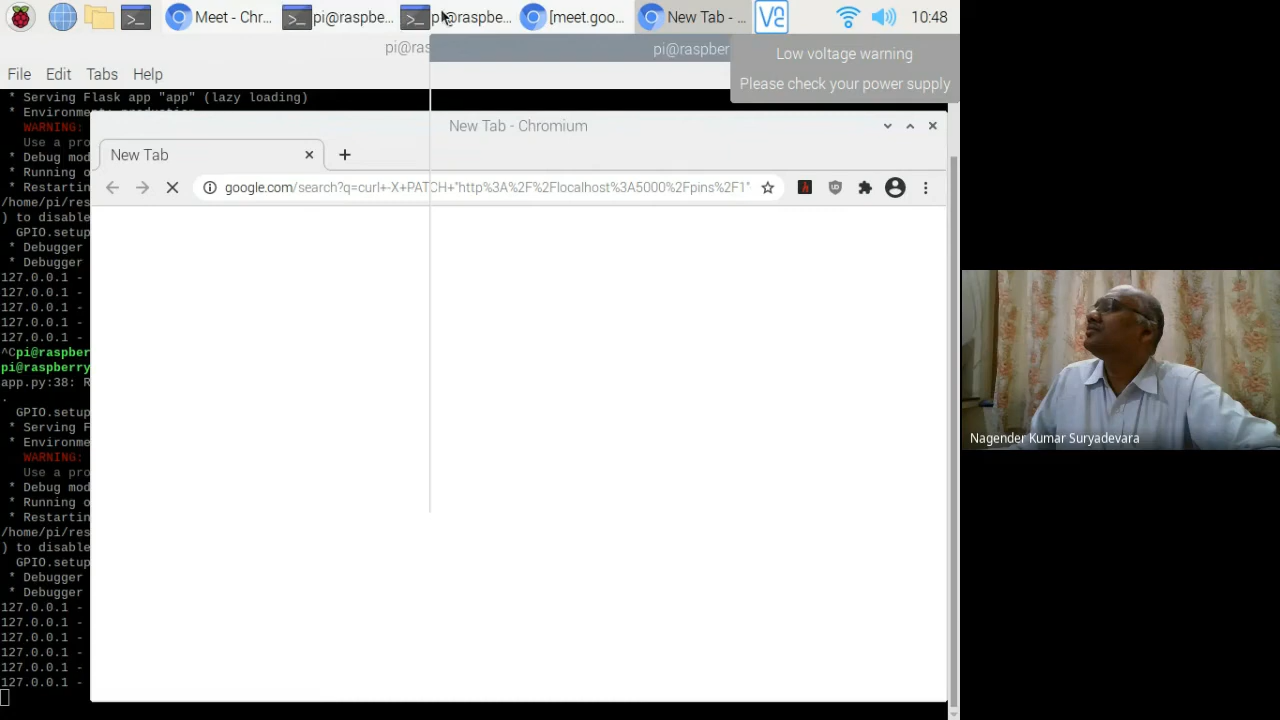 Meet - Chr...
pi@raspbe...
pi@raspbe...
[meet.goo...
New Tab - ...
10:48
pi@ras
pi@raspber
Low voltage warning
Please check your power supply
File Edit Tabs Help
* Serving Flask app "app" (lazy loading)
* Environment: production
WARNING:
Use a pro
* Debug mod
* Running o
* Restartin
/home/pi/res
) to disable
GPIO.setup
* Debugger
* Debugger
127.0.0.1 -
127.0.0.1 -
127.0.0.1 -
127.0.0.1 -
127.0.0.1 -
^Cpi@raspber
pi@raspberry
app.py:38: R
.
GPIO.setup
* Serving F
* Environme
WARNING:
Use a pro
* Debug mod
* Running o
* Restartin
/home/pi/res
) to disable
GPIO.setup
* Debugger
* Debugger
127.0.0.1 -
127.0.0.1 -
127.0.0.1 -
127.0.0.1 -
127.0.0.1 -
127.0.0.1 -
New Tab - Chromium
New Tab
google.com/search?q=curl+-X+PATCH+"http%3A%2F%2Flocalhost%3A5000%2Fpins%2F1"
Nagender Kumar Suryadevara